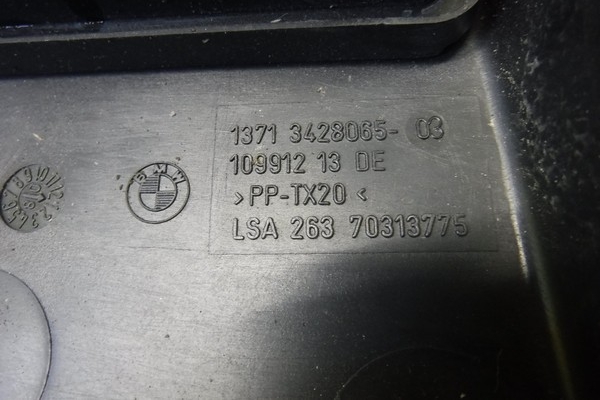 1371 3428065- 03
109912 13 DE
>PP-TX20<
LSA 263 70313775
BMW